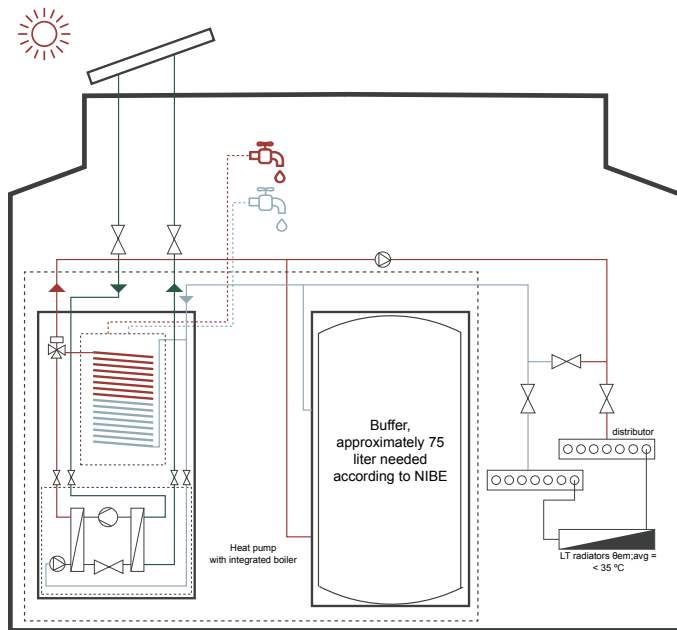 Buffer,
approximately 75
liter needed
according to NIBE
distributor
Heat pump
with integrated boiler
LT radiators θem;avg =
< 35 ºC